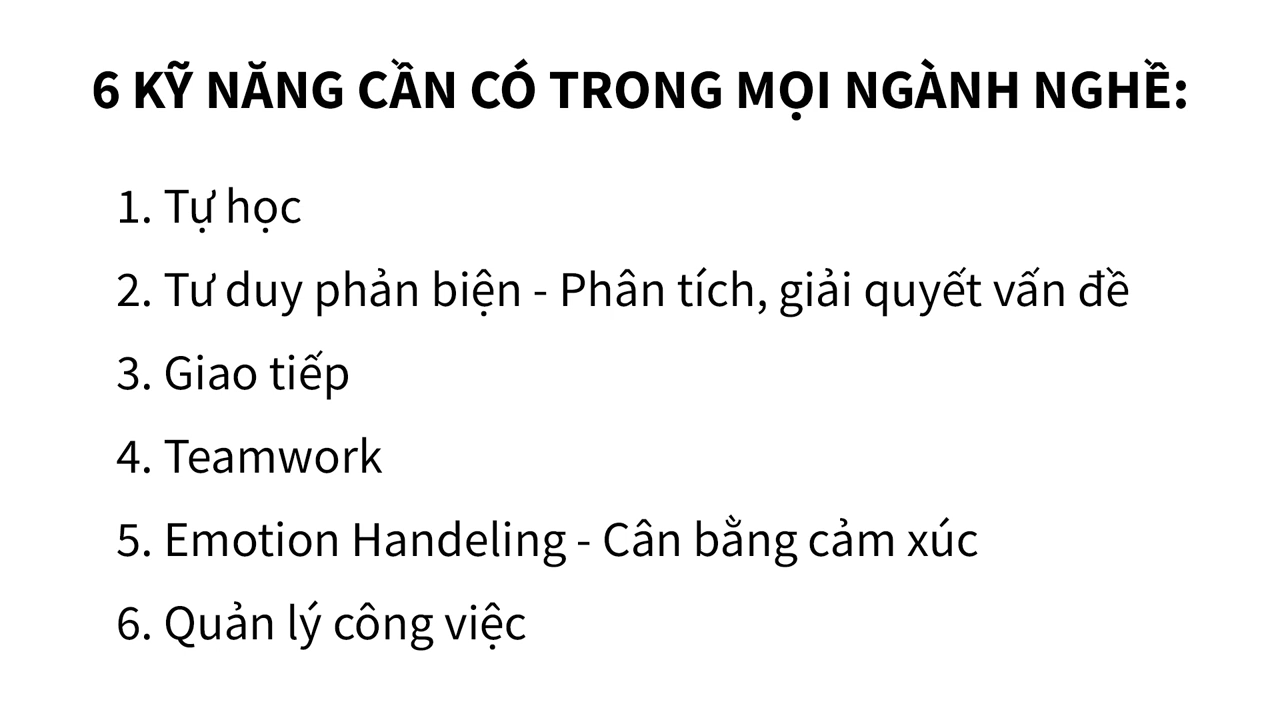 6 KỸ NĂNG CẦN CÓ TRONG MỌI NGÀNH NGHỀ:
1. Tự học
2. Tư duy phản biện - Phân tích, giải quyết vấn đề
3. Giao tiếp
4. Teamwork
5. Emotion Handeling - Cân bằng cảm xúc
6. Quản lý công việc